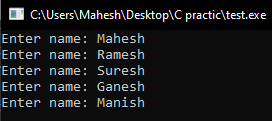 C:\Users\Mahesh\Desktop\C practic\test.exe
Enter name: Mahesh
Enter name: Ramesh
Enter name: Suresh
Enter name: Ganesh
Enter name: Manish